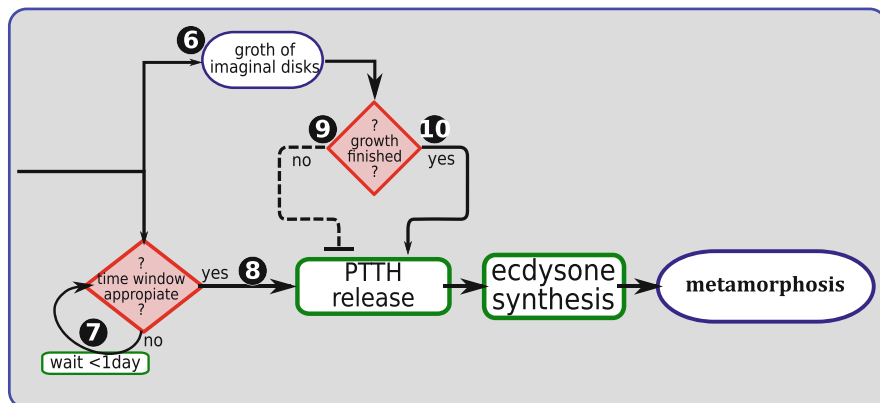 6
groth of
imaginal disks
9
?
growth
finished
?
10
no
yes
?
time window
appropiate
?
yes
8
7
no
wait <1day
PTTH
release
ecdysone
synthesis
metamorphosis